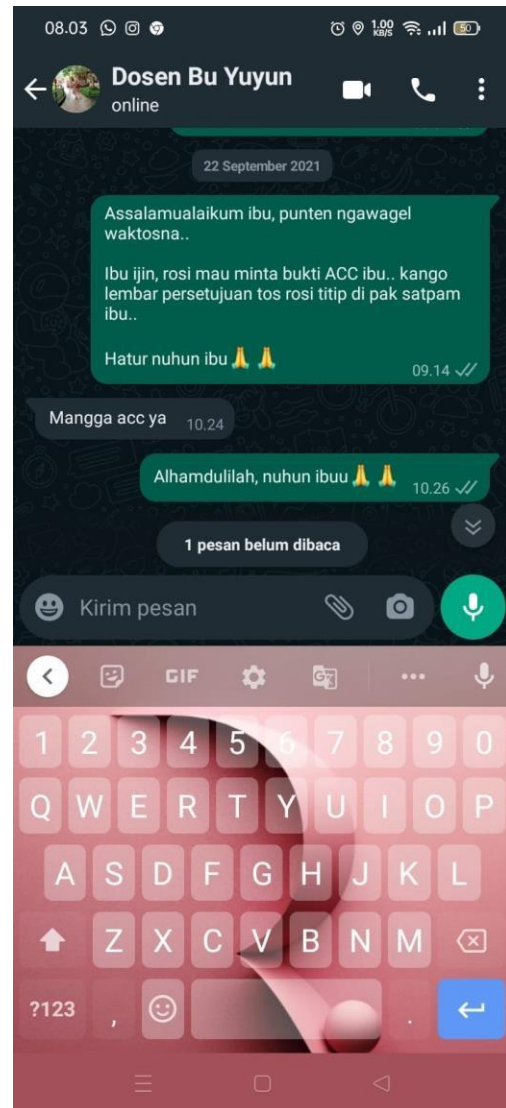 08.03 1.00 KB/S 50
Dosen Bu Yuyun
online
22 September 2021
Assalamualaikum ibu, punten ngawagel
waktosna..
Ibu ijin, rosi mau minta bukti ACC ibu.. kango
lembar persetujuan tos rosi titip di pak satpam
ibu..
Hatur nuhun ibu🙏🙏
09.14
Mangga acc ya 10.24
Alhamdulilah, nuhun ibuu🙏🙏 10.26
1 pesan belum dibaca
Kirim pesan
GIF
1 2 3 4 5 6 7 8 9 0
Q W E R T Y U I O P
A S D F G H J K L
Z X C V B N M
?123 , .